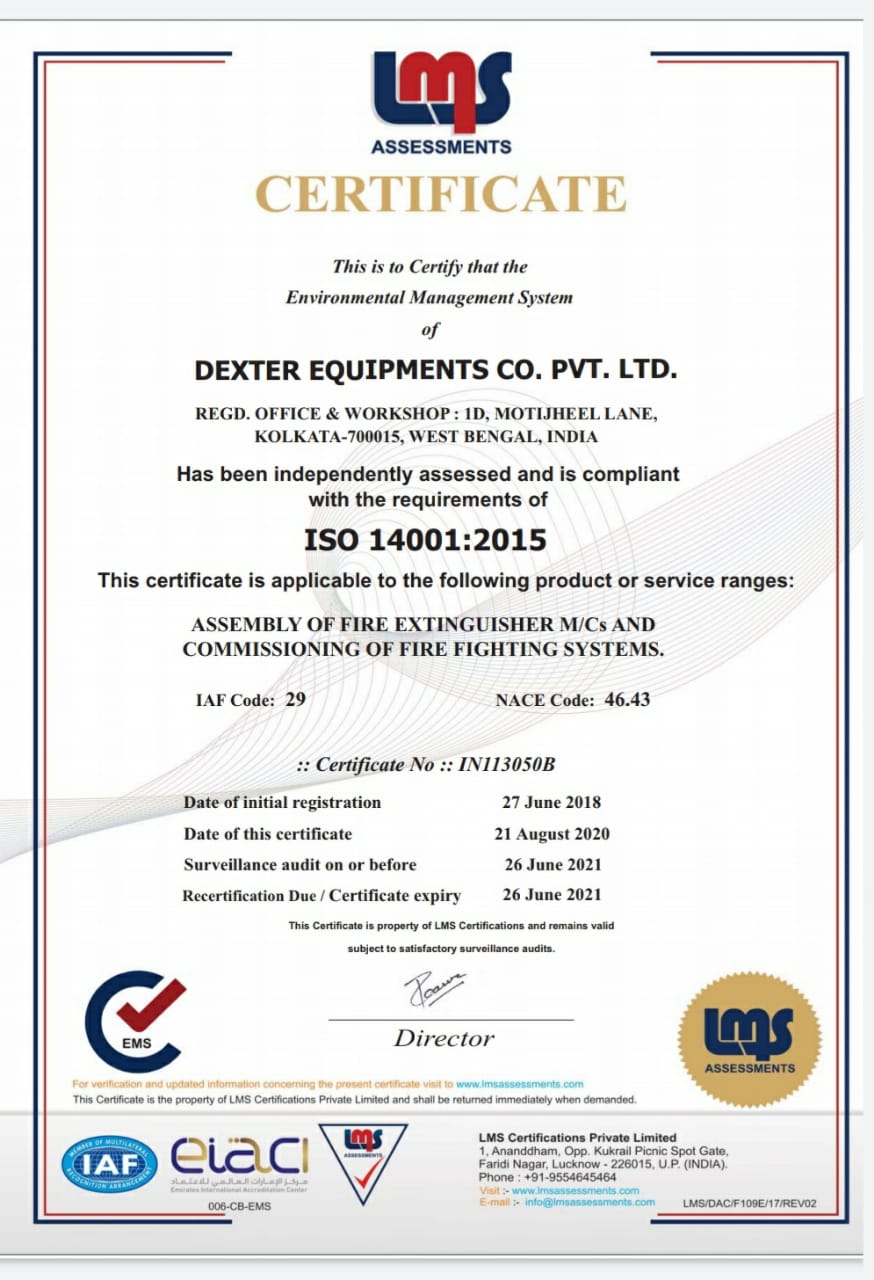 LMS
ASSESSMENTS
CERTIFICATE
This is to Certify that the
Environmental Management System
of
DEXTER EQUIPMENTS CO. PVT. LTD.
REGD. OFFICE & WORKSHOP : 1D, MOTIJHEEL LANE,
KOLKATA-700015, WEST BENGAL, INDIA
Has been independently assessed and is compliant
with the requirements of
ISO 14001:2015
This certificate is applicable to the following product or service ranges:
ASSEMBLY OF FIRE EXTINGUISHER M/Cs AND
COMMISSIONING OF FIRE FIGHTING SYSTEMS.
IAF Code: 29 NACE Code: 46.43
:: Certificate No :: IN113050B
Date of initial registration 27 June 2018
Date of this certificate 21 August 2020
Surveillance audit on or before 26 June 2021
Recertification Due / Certificate expiry 26 June 2021
This Certificate is property of LMS Certifications and remains valid
subject to satisfactory surveillance audits.
Director
EMS
LMS
ASSESSMENTS
For verification and updated information concerning the present certificate visit to www.lmsassessments.com
This Certificate is the property of LMS Certifications Private Limited and shall be returned immediately when demanded.
MEMBER OF MULTILATERAL
IAF
RECOGNITION ARRANGEMENT
eiaci
مركز الإمارات العالمي للاعتماد
Emirates International Accreditation Center
006-CB-EMS
LMS
ASSESSMENTS
LMS Certifications Private Limited
1, Ananddham, Opp. Kukrail Picnic Spot Gate,
Faridi Nagar, Lucknow - 226015, U.P. (INDIA).
Phone : +91-9554645464
Visit :- www.lmsassessments.com
E-mail :- info@lmsassessments.com
LMS/DAC/F109E/17/REV02